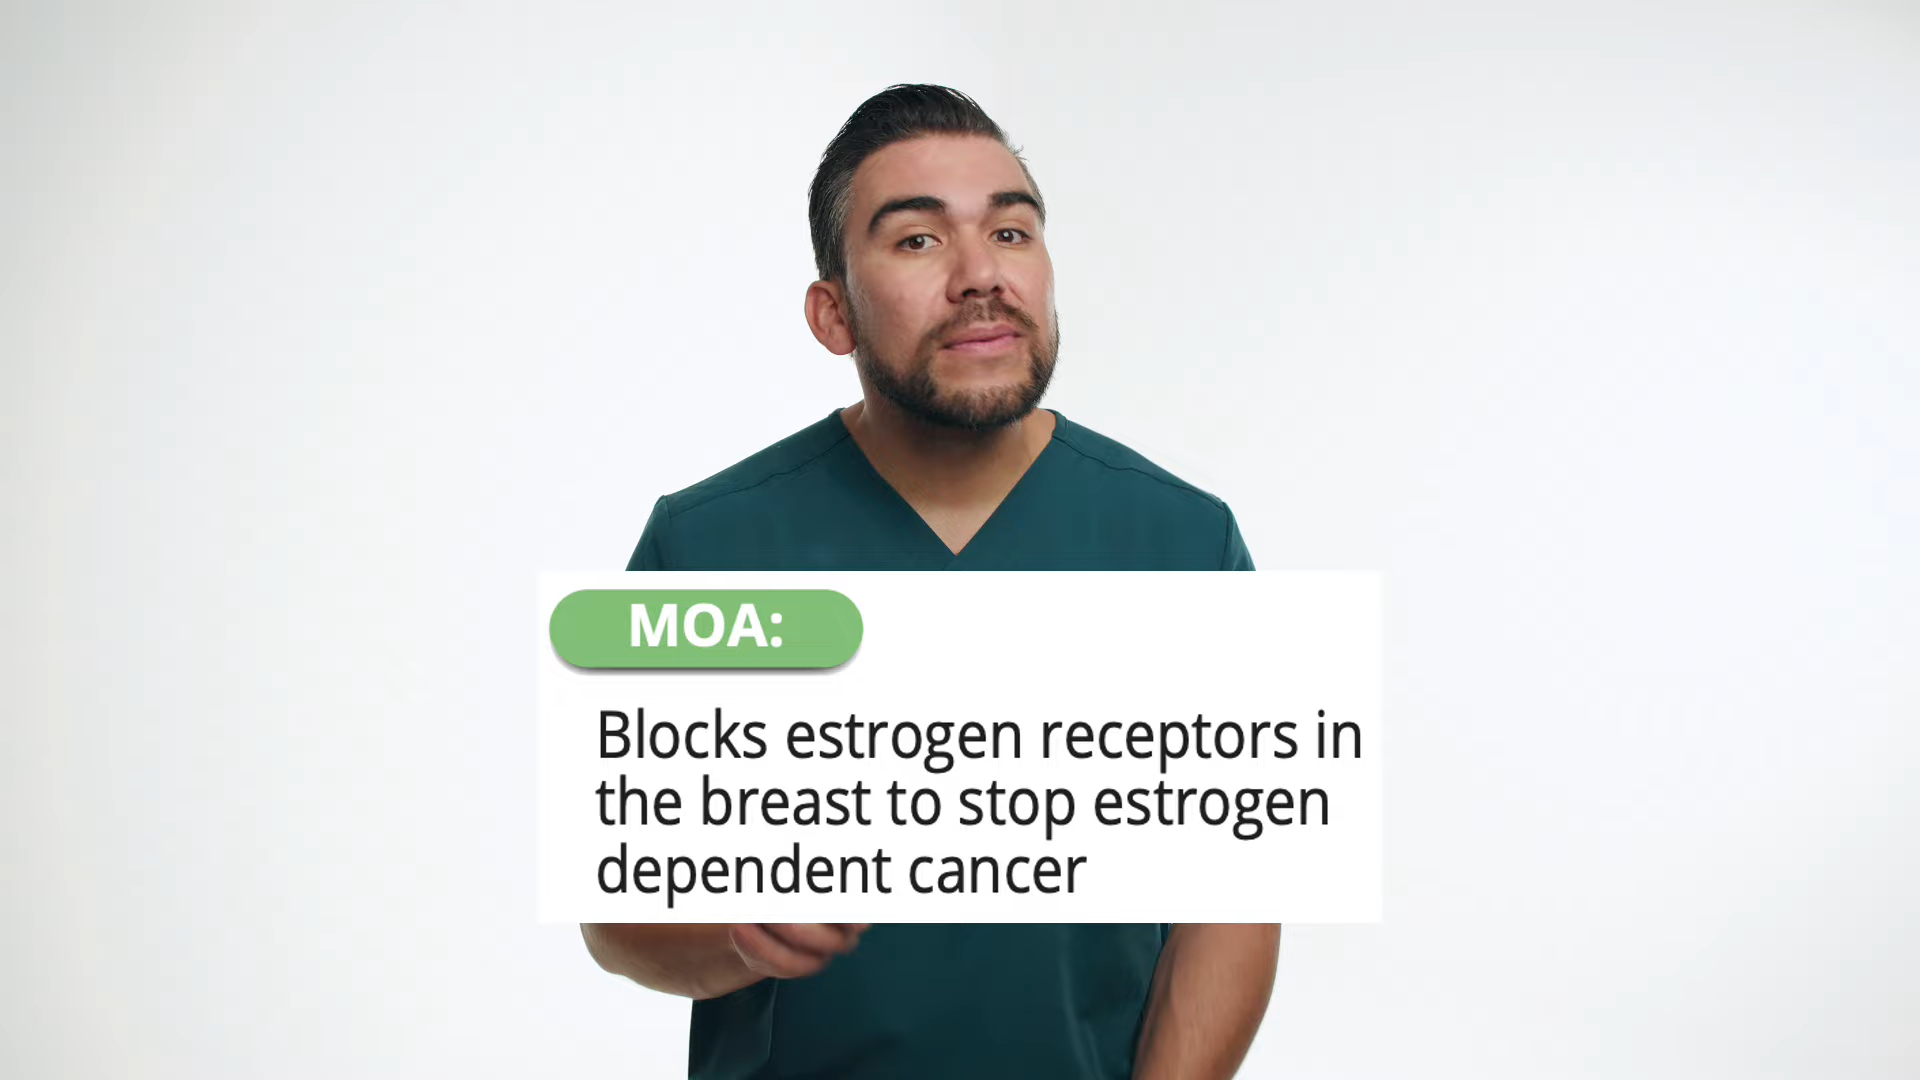 MOA:
Blocks estrogen receptors in
the breast to stop estrogen
dependent cancer